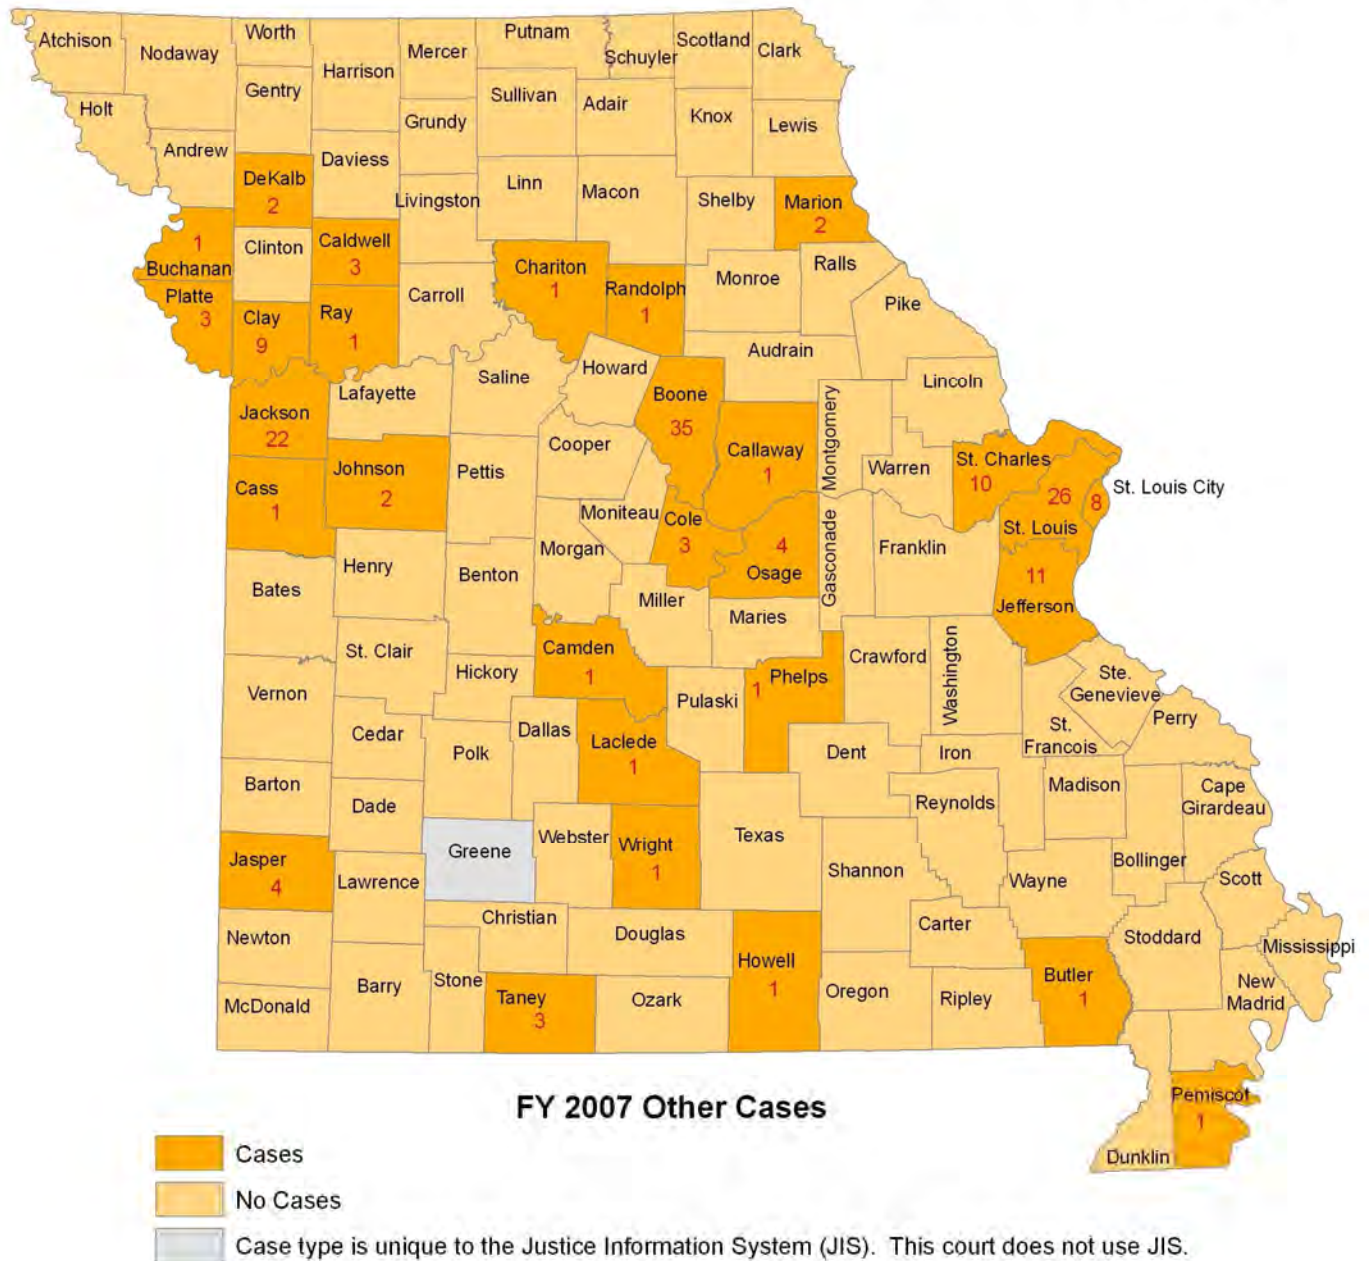 Atchison
Nodaway
Worth
Harrison
Mercer
Putnam
Schuyler
Scotland
Clark
Holt
Gentry
Sullivan
Adair
Knox
Lewis
Grundy
Andrew
DeKalb
2
Daviess
Livingston
Linn
Macon
Shelby
Marion
2
1
Buchanan
Clinton
Caldwell
3
Chariton
1
Randolph
1
Monroe
Ralls
Pike
Platte
3
Clay
9
Ray
1
Carroll
Audrain
Lincoln
Jackson
22
Lafayette
Saline
Howard
Boone
35
Callaway
1
Montgomery
Warren
St. Charles
10
26
St. Louis
8
St. Louis City
Cass
1
Johnson
2
Pettis
Cooper
Moniteau
Cole
3
4
Osage
Gasconade
Franklin
11
Jefferson
Bates
Henry
Benton
Morgan
Miller
Maries
St. Clair
Hickory
Camden
1
Pulaski
1
Phelps
Crawford
Washington
Ste.
Genevieve
St.
Francois
Perry
Vernon
Cedar
Polk
Dallas
Laclede
1
Dent
Iron
Madison
Cape
Girardeau
Barton
Dade
Greene
Webster
Wright
1
Texas
Reynolds
Shannon
Wayne
Bollinger
Scott
Jasper
4
Lawrence
Christian
Douglas
Howell
1
Carter
Stoddard
Mississippi
Newton
McDonald
Barry
Stone
Taney
3
Ozark
Oregon
Ripley
Butler
1
New
Madrid
Pemiscot
1
Dunklin
FY 2007 Other Cases
Cases
No Cases
Case type is unique to the Justice Information System (JIS). This court does not use JIS.